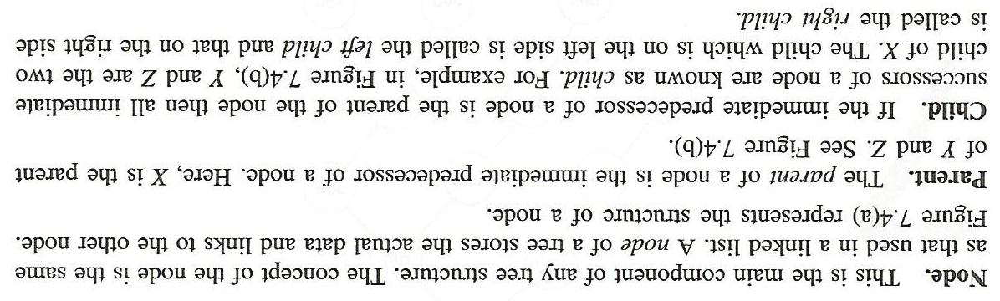 Node. This is the main component of any tree structure. The concept of the node is the same
as that used in a linked list. A node of a tree stores the actual data and links to the other node.
Figure 7.4(a) represents the structure of a node.
Parent. The parent of a node is the immediate predecessor of a node. Here, X is the parent
of Y and Z. See Figure 7.4(b).
Child. If the immediate predecessor of a node is the parent of the node then all immediate
successors of a node are known as child. For example, in Figure 7.4(b), Y and Z are the two
child of X. The child which is on the left side is called the left child and that on the right side
is called the right child.